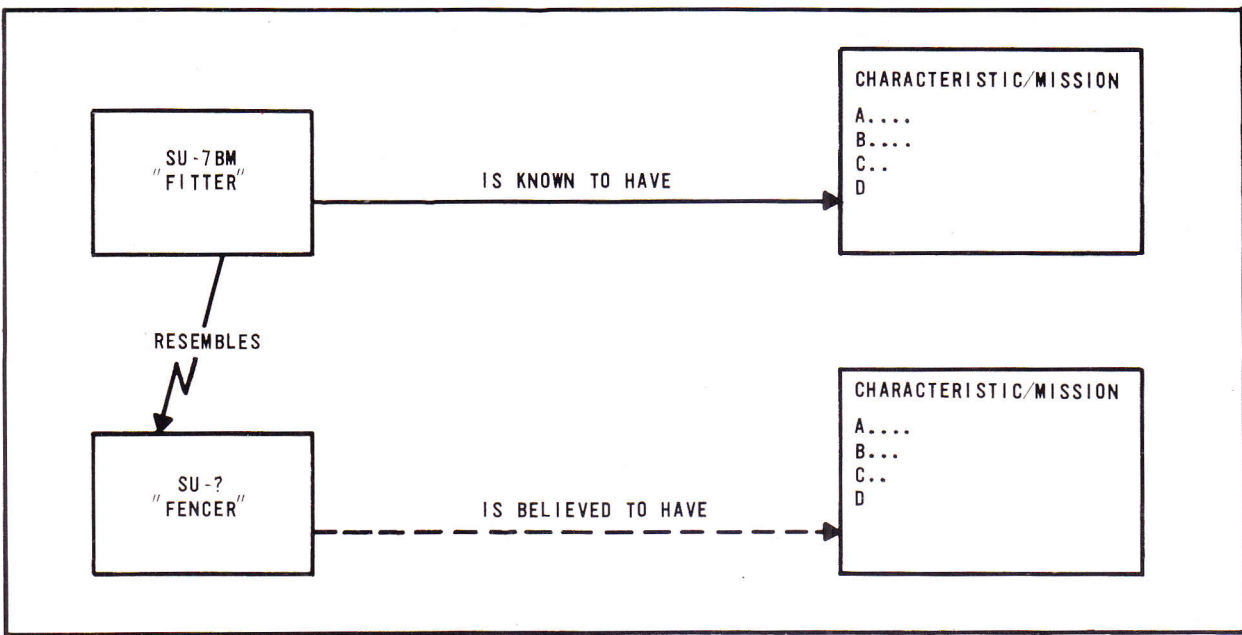 SU-7BM
"FITTER"
IS KNOWN TO HAVE
CHARACTERISTIC/MISSION
A....
B....
C..
D
RESEMBLES
SU-?
"FENCER"
IS BELIEVED TO HAVE
CHARACTERISTIC/MISSION
A....
B...
C..
D